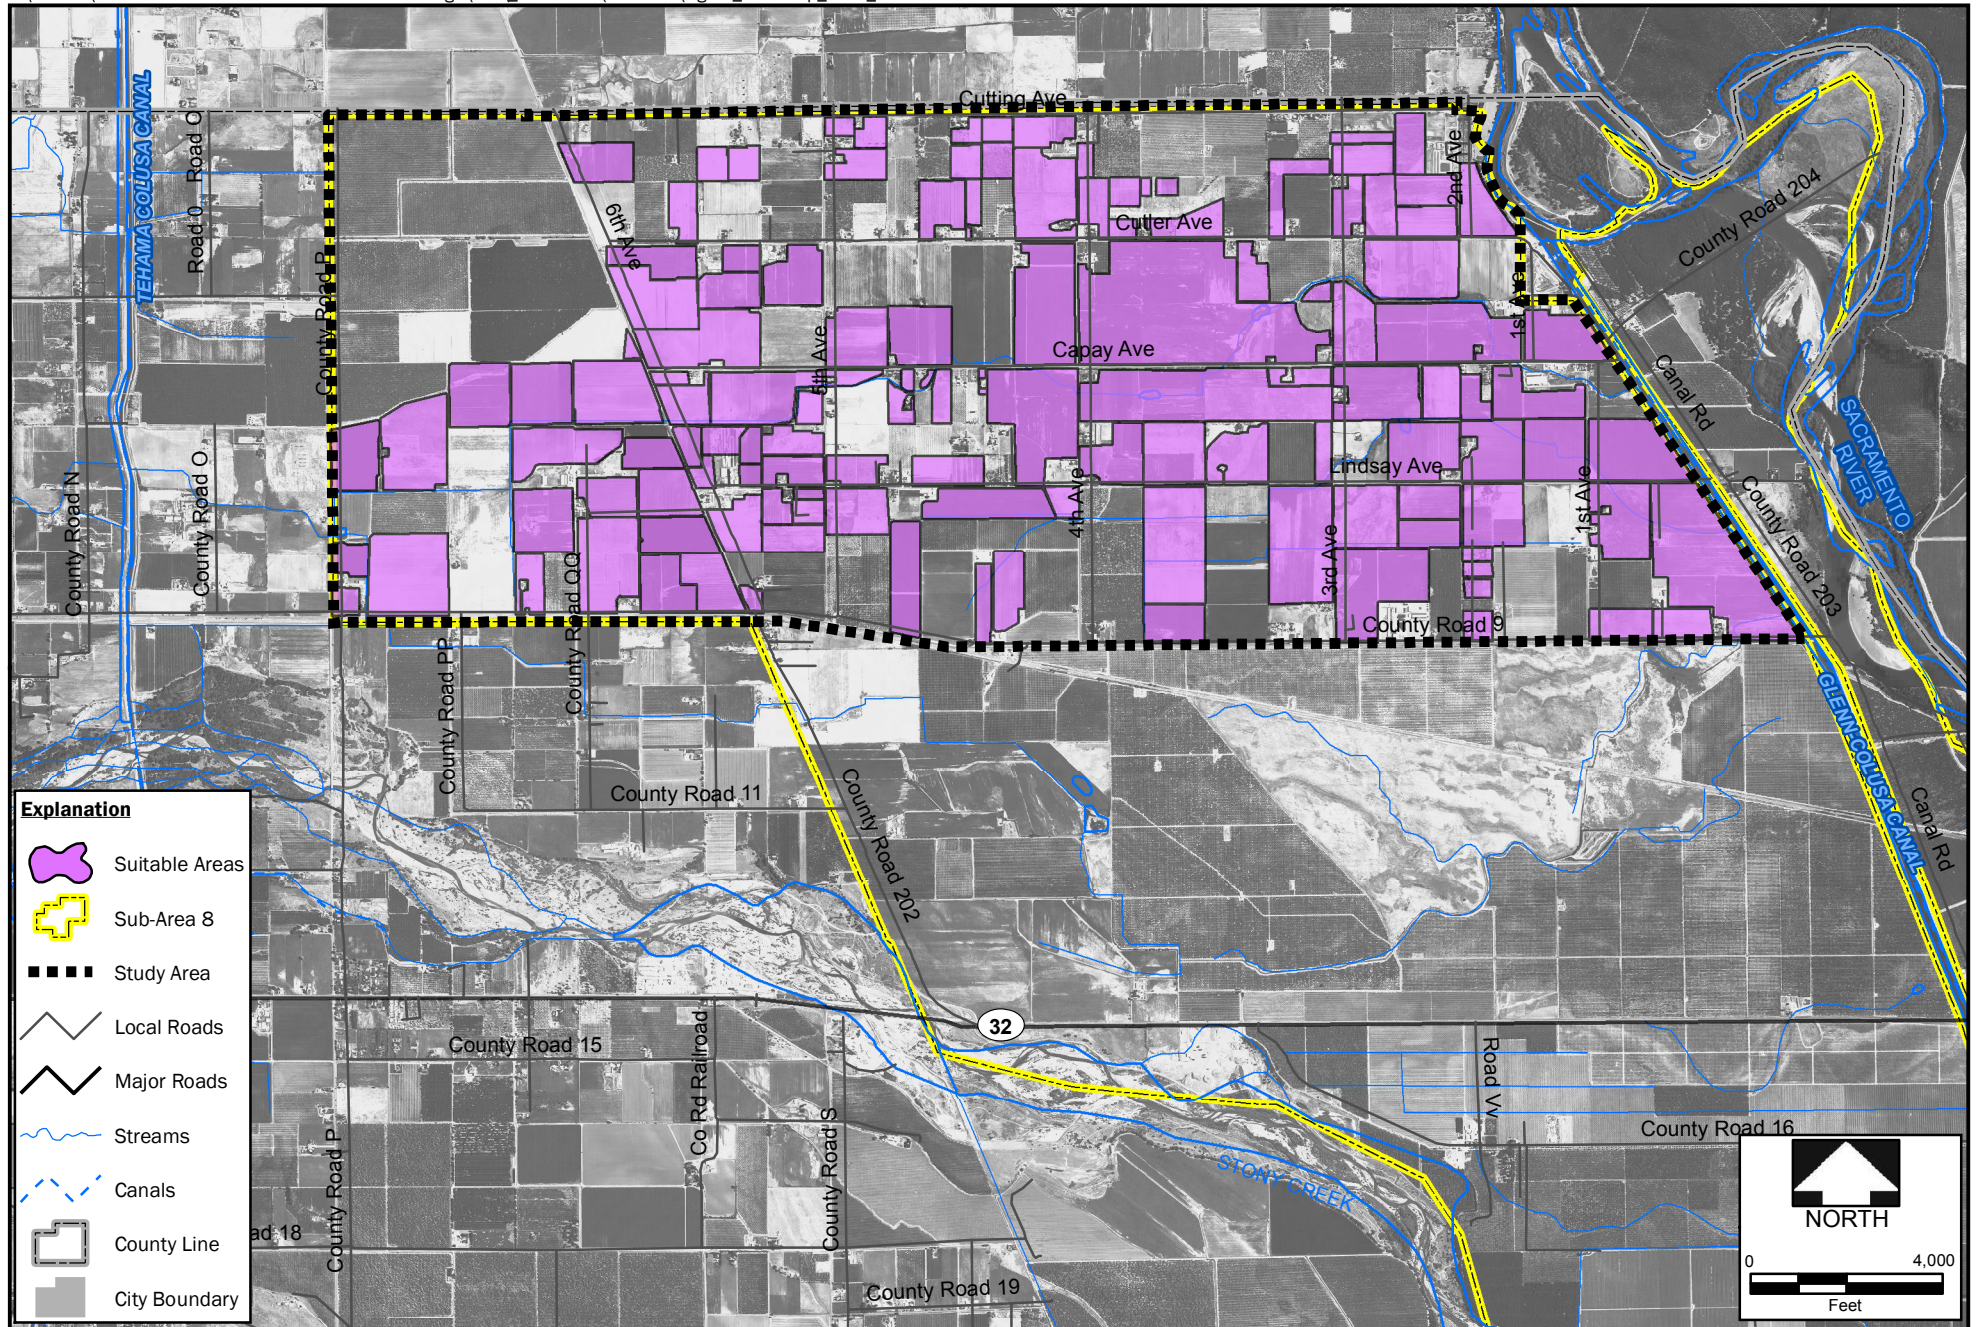 Cutting Ave
TEHAMA COLUSA CANAL
Road O
Road 0
County Road P
6th Ave
Cutler Ave
2nd Ave
County Road 204
1st Ave
5th Ave
Capay Ave
Canal Rd
SACRAMENTO
RIVER
County Road N
County Road O
4th Ave
Lindsay Ave
1st Ave
County Road 203
3rd Ave
County Road QQ
County Road 9
County Road PP
GLENN COLUSA CANAL
County Road 11
County Road 202
Canal Rd
32
County Road 15
Co Rd Railroad
County Road S
Road Vv
County Road 16
STONY CREEK
County Road P
ad 18
County Road 19
Explanation
Suitable Areas
Sub-Area 8
Study Area
Local Roads
Major Roads
Streams
Canals
County Line
City Boundary
NORTH
0 4,000
Feet